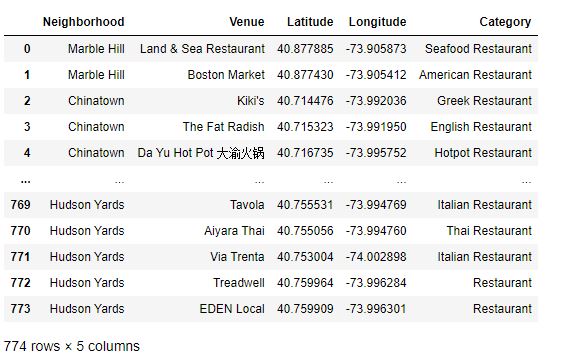 Neighborhood Venue Latitude Longitude Category
0 Marble Hill Land & Sea Restaurant 40.877885 -73.905873 Seafood Restaurant
1 Marble Hill Boston Market 40.877430 -73.905412 American Restaurant
2 Chinatown Kiki's 40.714476 -73.992036 Greek Restaurant
3 Chinatown The Fat Radish 40.715323 -73.991950 English Restaurant
4 Chinatown Da Yu Hot Pot 大渝火锅 40.716735 -73.995752 Hotpot Restaurant
... ... ... ... ... ...
769 Hudson Yards Tavola 40.755531 -73.994769 Italian Restaurant
770 Hudson Yards Aiyara Thai 40.755056 -73.994760 Thai Restaurant
771 Hudson Yards Via Trenta 40.753004 -74.002898 Italian Restaurant
772 Hudson Yards Treadwell 40.759964 -73.996284 Restaurant
773 Hudson Yards EDEN Local 40.759909 -73.996301 Restaurant
774 rows × 5 columns